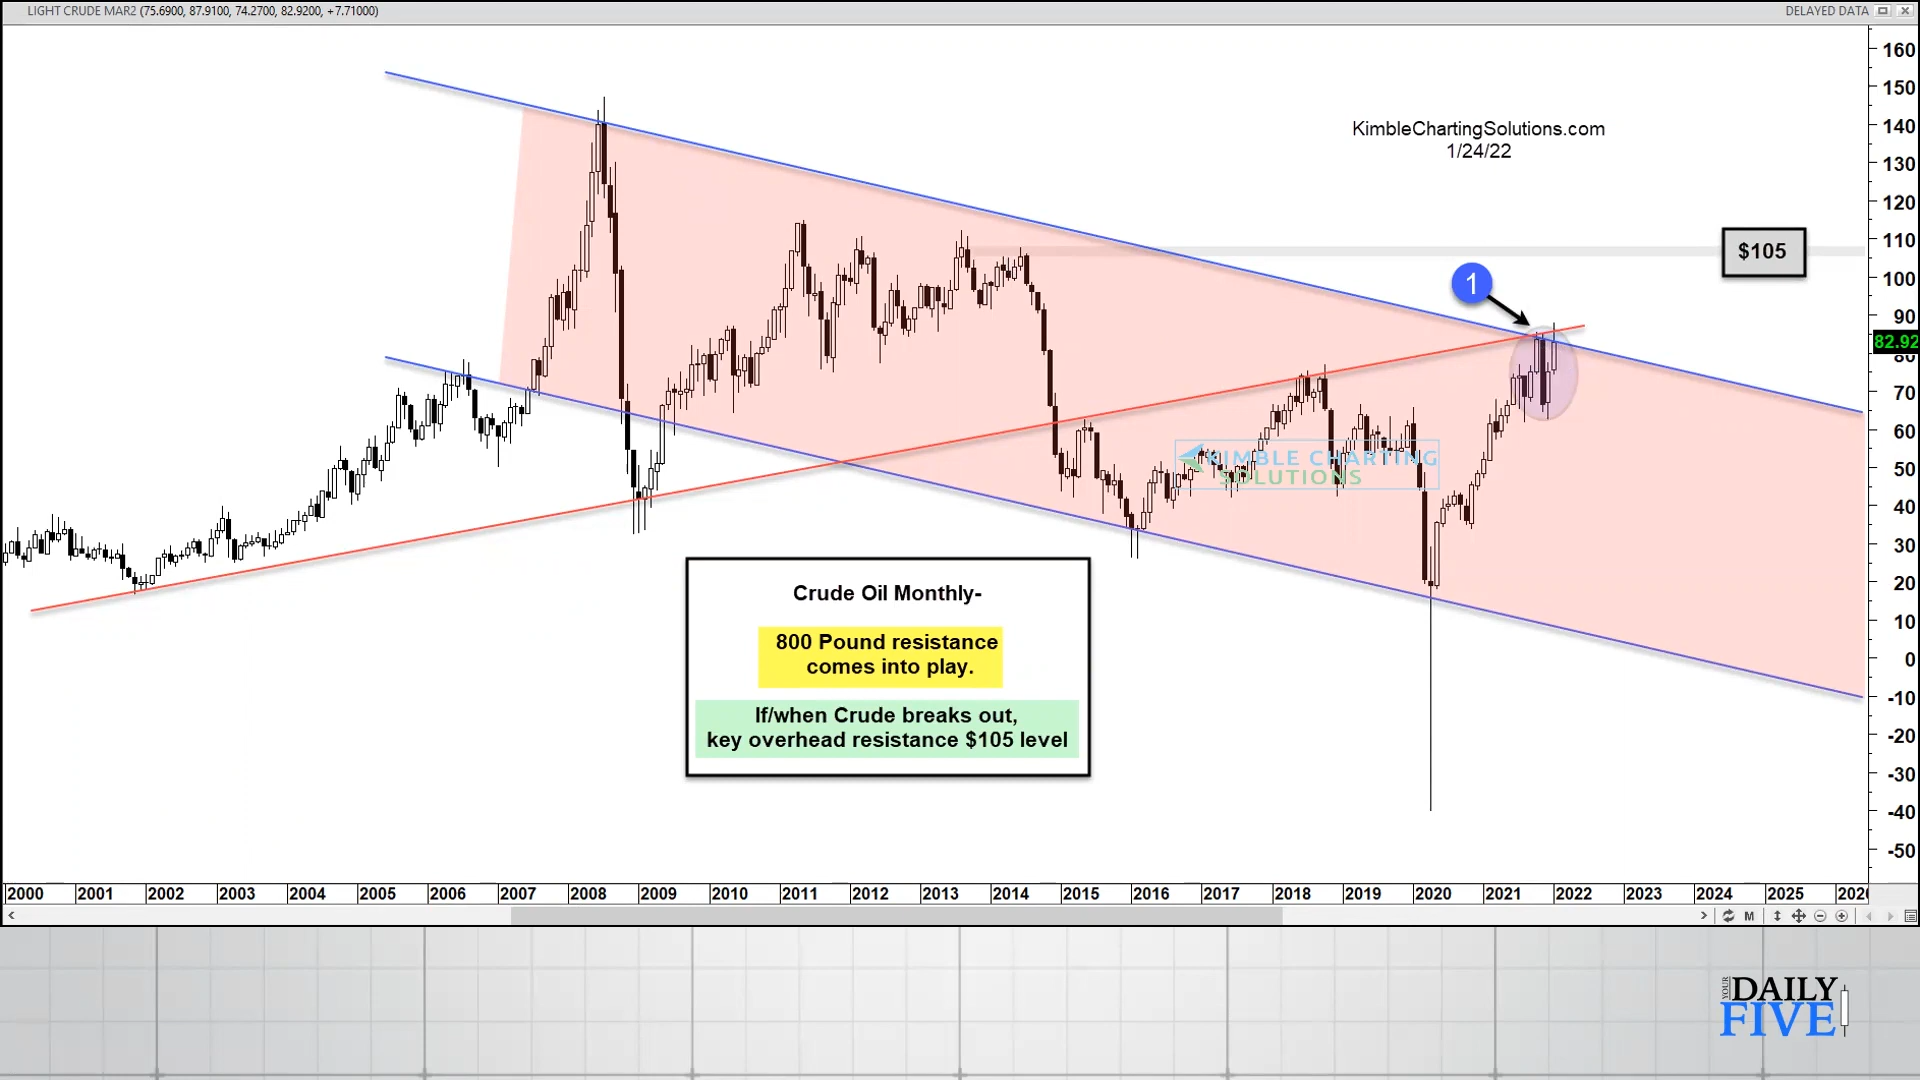 LIGHT CRUDE MAR2 (75.6900, 87.9100, 74.2700, 82.9200, +7.71000)
DELAYED DATA
KimbleChartingSolutions.com
1/24/22
$105
1
160
150
140
130
120
110
100
90
82.92
80
70
60
50
40
30
20
10
0
-10
-20
-30
-40
-50
KIMBLE CHARTING
SOLUTIONS
Crude Oil Monthly-
800 Pound resistance
comes into play.
If/when Crude breaks out,
key overhead resistance $105 level
2000 2001 2002 2003 2004 2005 2006 2007 2008 2009 2010 2011 2012 2013 2014 2015 2016 2017 2018 2019 2020 2021 2022 2023 2024 2025 2026
M
YOUR
DAILY
FIVE